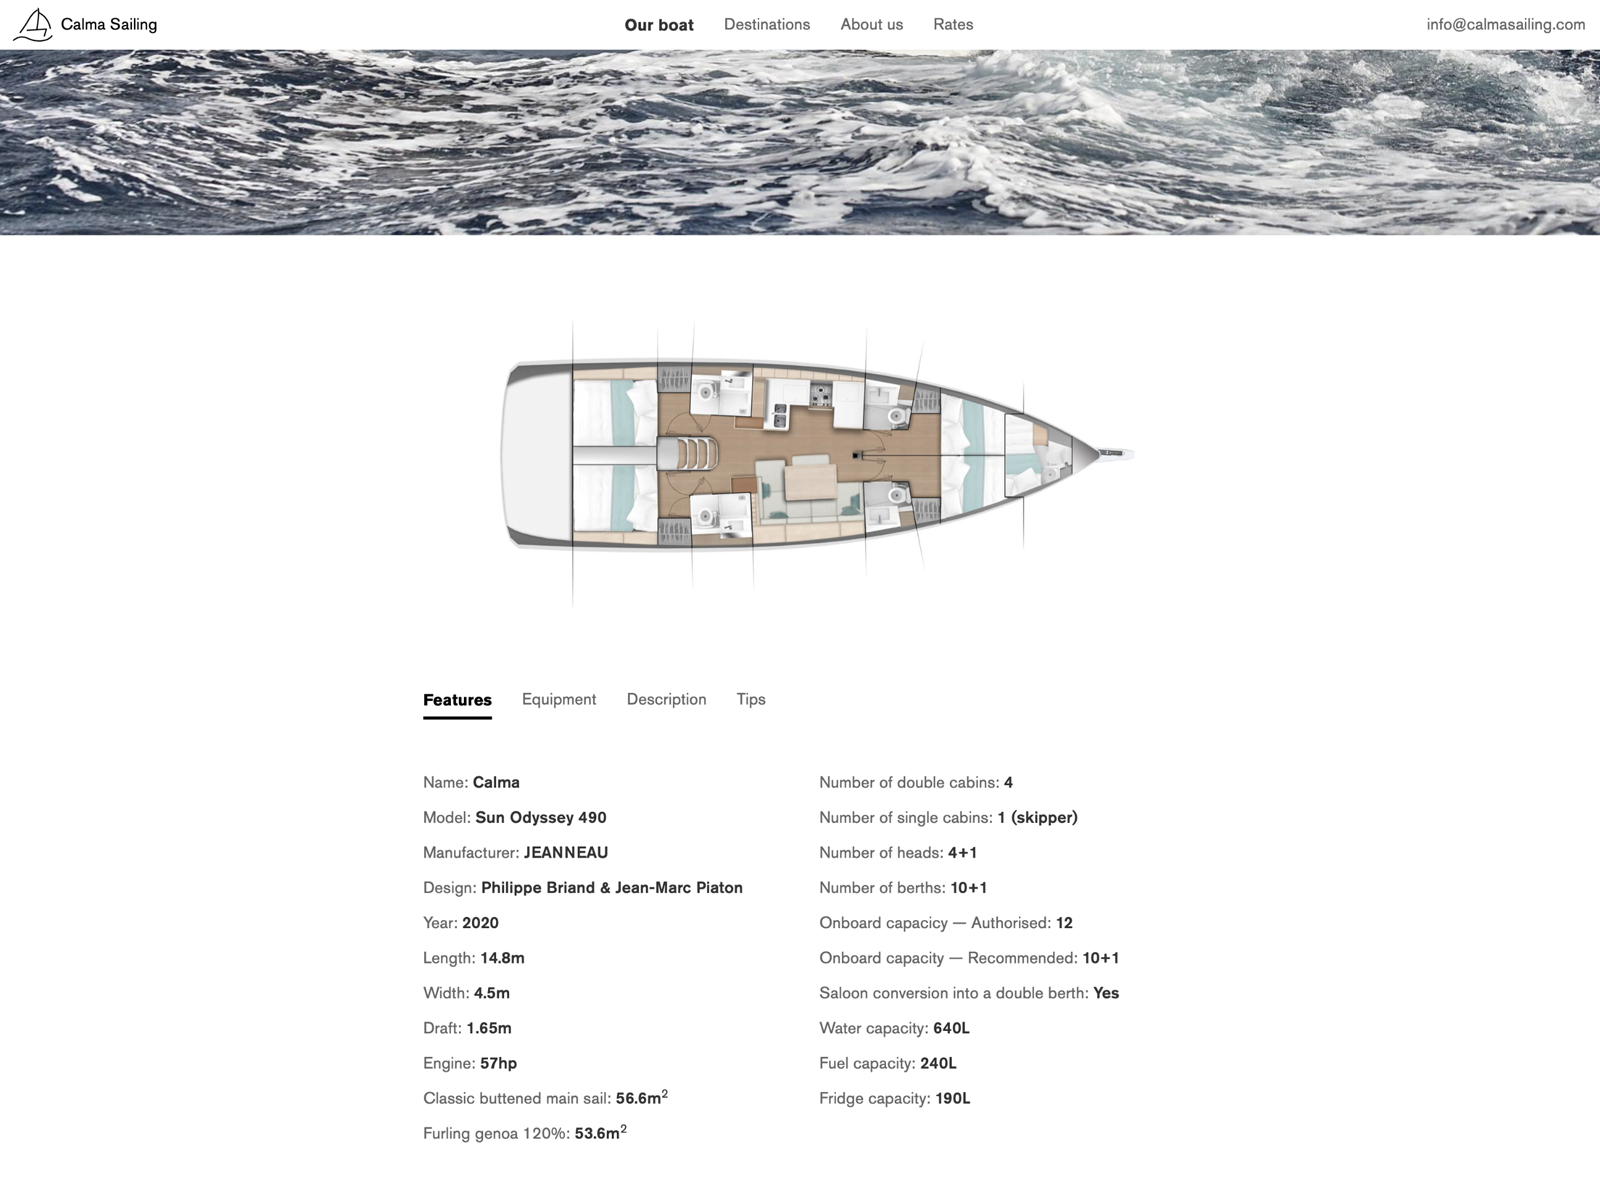 Calma Sailing
Our boat
Destinations
About us
Rates
info@calmasailing.com
Features
Equipment
Description
Tips
Name: Calma
Model: Sun Odyssey 490
Manufacturer: JEANNEAU
Design: Philippe Briand & Jean-Marc Piaton
Year: 2020
Length: 14.8m
Width: 4.5m
Draft: 1.65m
Engine: 57hp
Classic buttened main sail: 56.6m²
Furling genoa 120%: 53.6m²
Number of double cabins: 4
Number of single cabins: 1 (skipper)
Number of heads: 4+1
Number of berths: 10+1
Onboard capacicy — Authorised: 12
Onboard capacity — Recommended: 10+1
Saloon conversion into a double berth: Yes
Water capacity: 640L
Fuel capacity: 240L
Fridge capacity: 190L